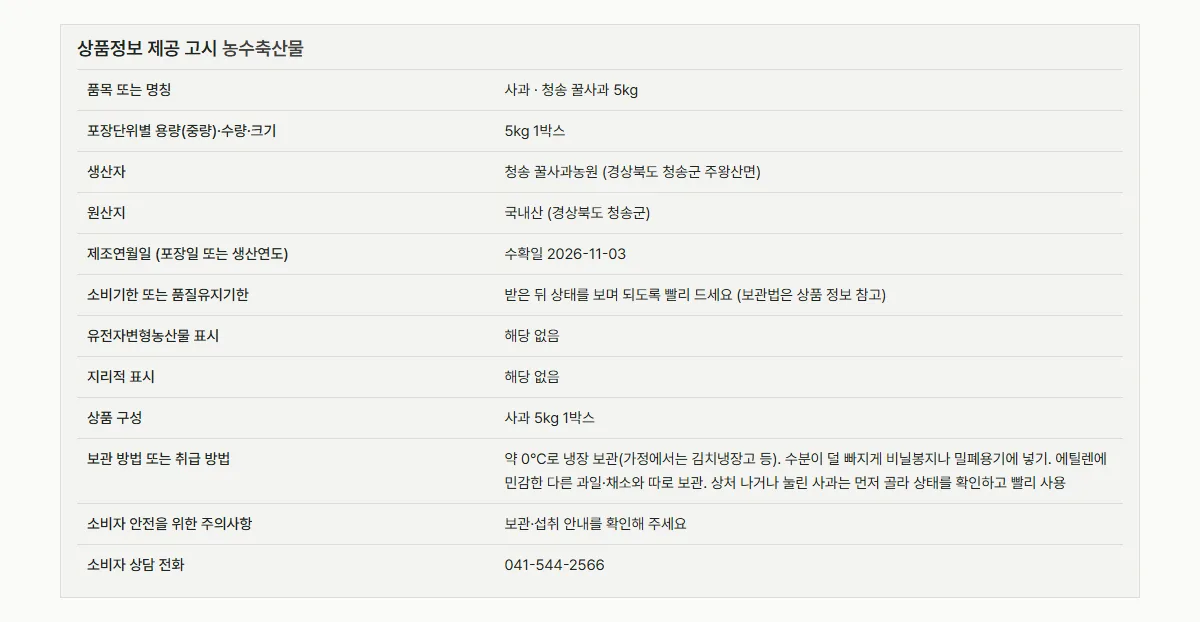 상품정보 제공 고시 농수축산물
품목 또는 명칭
사과 · 청송 꿀사과 5kg
포장단위별 용량(중량)·수량·크기
5kg 1박스
생산자
청송 꿀사과농원 (경상북도 청송군 주왕산면)
원산지
국내산 (경상북도 청송군)
제조연월일 (포장일 또는 생산연도)
수확일 2026-11-03
소비기한 또는 품질유지기한
받은 뒤 상태를 보며 되도록 빨리 드세요 (보관법은 상품 정보 참고)
유전자변형농산물 표시
해당 없음
지리적 표시
해당 없음
상품 구성
사과 5kg 1박스
보관 방법 또는 취급 방법
약 0℃로 냉장 보관(가정에서는 김치냉장고 등). 수분이 덜 빠지게 비닐봉지나 밀폐용기에 넣기. 에틸렌에
민감한 다른 과일·채소와 따로 보관. 상처 나거나 눌린 사과는 먼저 골라 상태를 확인하고 빨리 사용
소비자 안전을 위한 주의사항
보관·섭취 안내를 확인해 주세요
소비자 상담 전화
041-544-2566